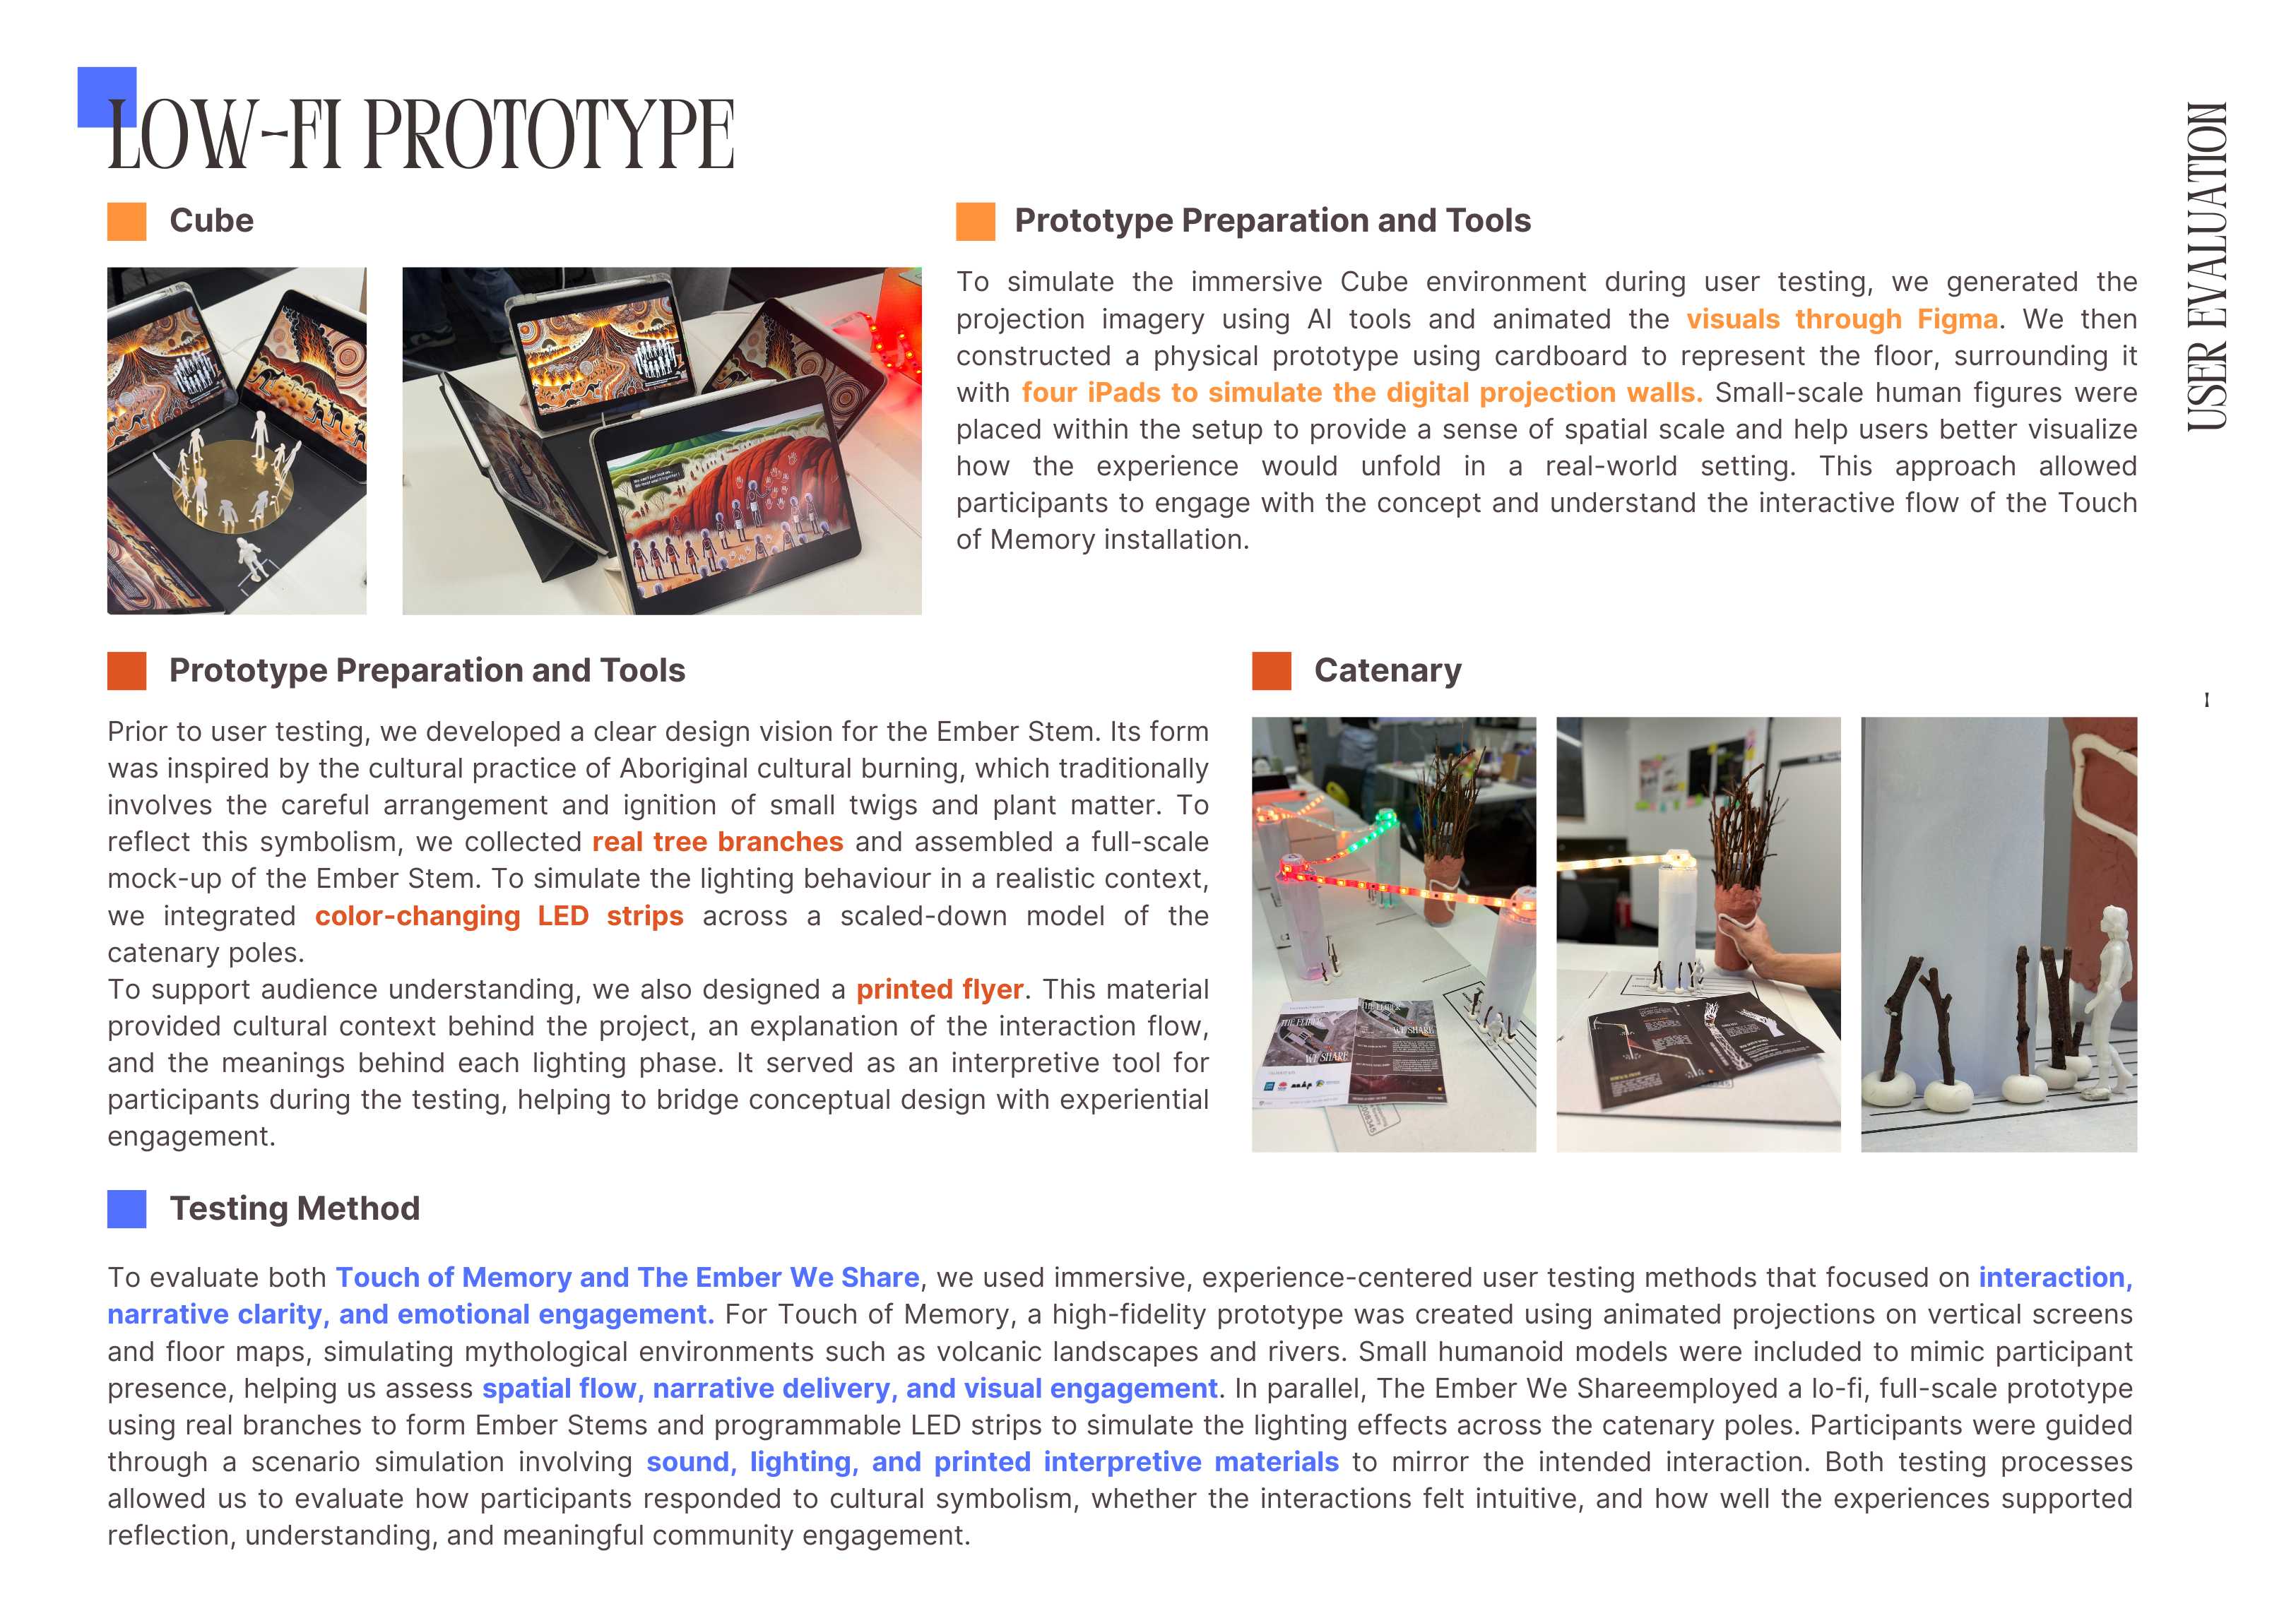 LOW-FI PROTOTYPE
USER EVALUATION
Cube
Prototype Preparation and Tools
To simulate the immersive Cube environment during user testing, we generated the
projection imagery using AI tools and animated the visuals through Figma. We then
constructed a physical prototype using cardboard to represent the floor, surrounding it
with four iPads to simulate the digital projection walls. Small-scale human figures were
placed within the setup to provide a sense of spatial scale and help users better visualize
how the experience would unfold in a real-world setting. This approach allowed
participants to engage with the concept and understand the interactive flow of the Touch
of Memory installation.
Prototype Preparation and Tools
Prior to user testing, we developed a clear design vision for the Ember Stem. Its form
was inspired by the cultural practice of Aboriginal cultural burning, which traditionally
involves the careful arrangement and ignition of small twigs and plant matter. To
reflect this symbolism, we collected real tree branches and assembled a full-scale
mock-up of the Ember Stem. To simulate the lighting behaviour in a realistic context,
we integrated color-changing LED strips across a scaled-down model of the
catenary poles.
To support audience understanding, we also designed a printed flyer. This material
provided cultural context behind the project, an explanation of the interaction flow,
and the meanings behind each lighting phase. It served as an interpretive tool for
participants during the testing, helping to bridge conceptual design with experiential
engagement.
Catenary
THE EMBER
WE SHARE
THE EMBER
WE SHARE
I
Testing Method
To evaluate both Touch of Memory and The Ember We Share, we used immersive, experience-centered user testing methods that focused on interaction,
narrative clarity, and emotional engagement. For Touch of Memory, a high-fidelity prototype was created using animated projections on vertical screens
and floor maps, simulating mythological environments such as volcanic landscapes and rivers. Small humanoid models were included to mimic participant
presence, helping us assess spatial flow, narrative delivery, and visual engagement. In parallel, The Ember We Shareemployed a lo-fi, full-scale prototype
using real branches to form Ember Stems and programmable LED strips to simulate the lighting effects across the catenary poles. Participants were guided
through a scenario simulation involving sound, lighting, and printed interpretive materials to mirror the intended interaction. Both testing processes
allowed us to evaluate how participants responded to cultural symbolism, whether the interactions felt intuitive, and how well the experiences supported
reflection, understanding, and meaningful community engagement.